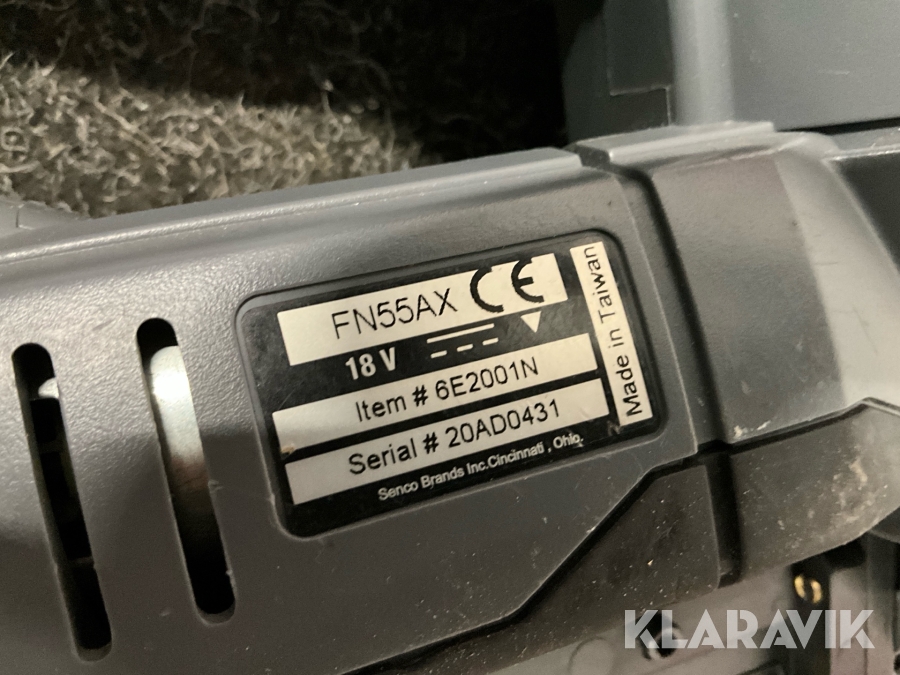 FN55AX CE
18 V
Item # 6E2001N
Serial # 20AD0431
Senco Brands Inc.Cincinnati , Ohio.
Made in Taiwan
KLARAVIK